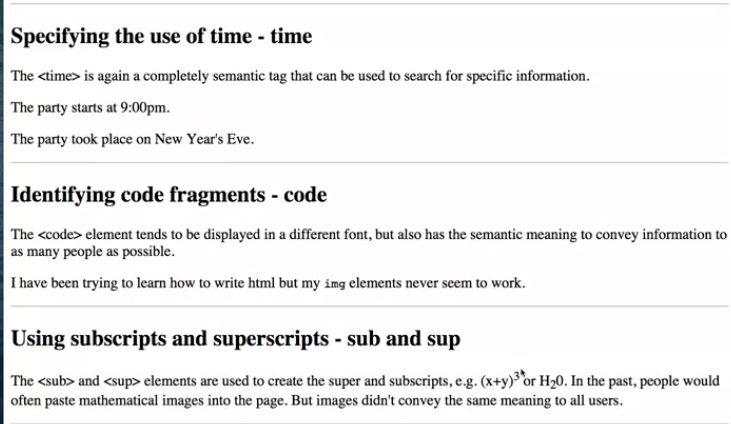 Specifying the use of time - time
The <time> is again a completely semantic tag that can be used to search for specific information.
The party starts at 9:00pm.
The party took place on New Year's Eve.
Identifying code fragments - code
The <code> element tends to be displayed in a different font, but also has the semantic meaning to convey information to
as many people as possible.
I have been trying to learn how to write html but my img elements never seem to work.
Using subscripts and superscripts - sub and sup
The <sub> and <sup> elements are used to create the super and subscripts, e.g. (x+y)³ or H₂0. In the past, people would
often paste mathematical images into the page. But images didn't convey the same meaning to all users.